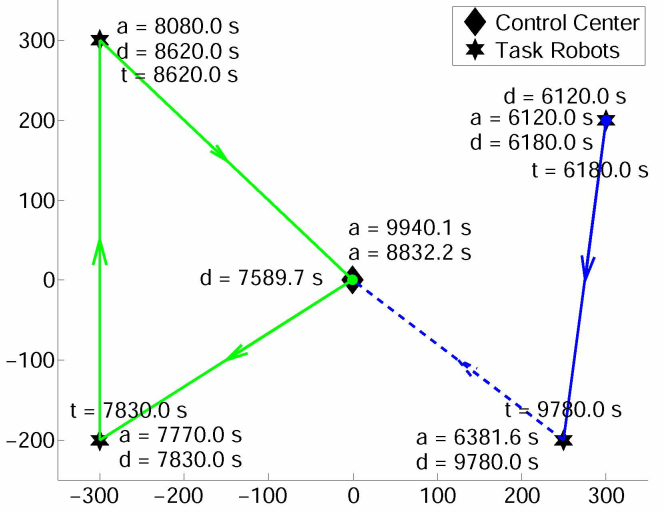 Control Center
Task Robots
a = 8080.0 s
d = 8620.0 s
t = 8620.0 s
d = 6120.0 s
a = 6120.0 s
d = 6180.0 s
t = 6180.0 s
a = 9940.1 s
a = 8832.2 s
d = 7589.7 s
t = 7830.0 s
a = 7770.0 s
d = 7830.0 s
t = 9780.0 s
a = 6381.6 s
d = 9780.0 s
300
200
100
0
−100
−200
−300 −200 −100 0 100 200 300